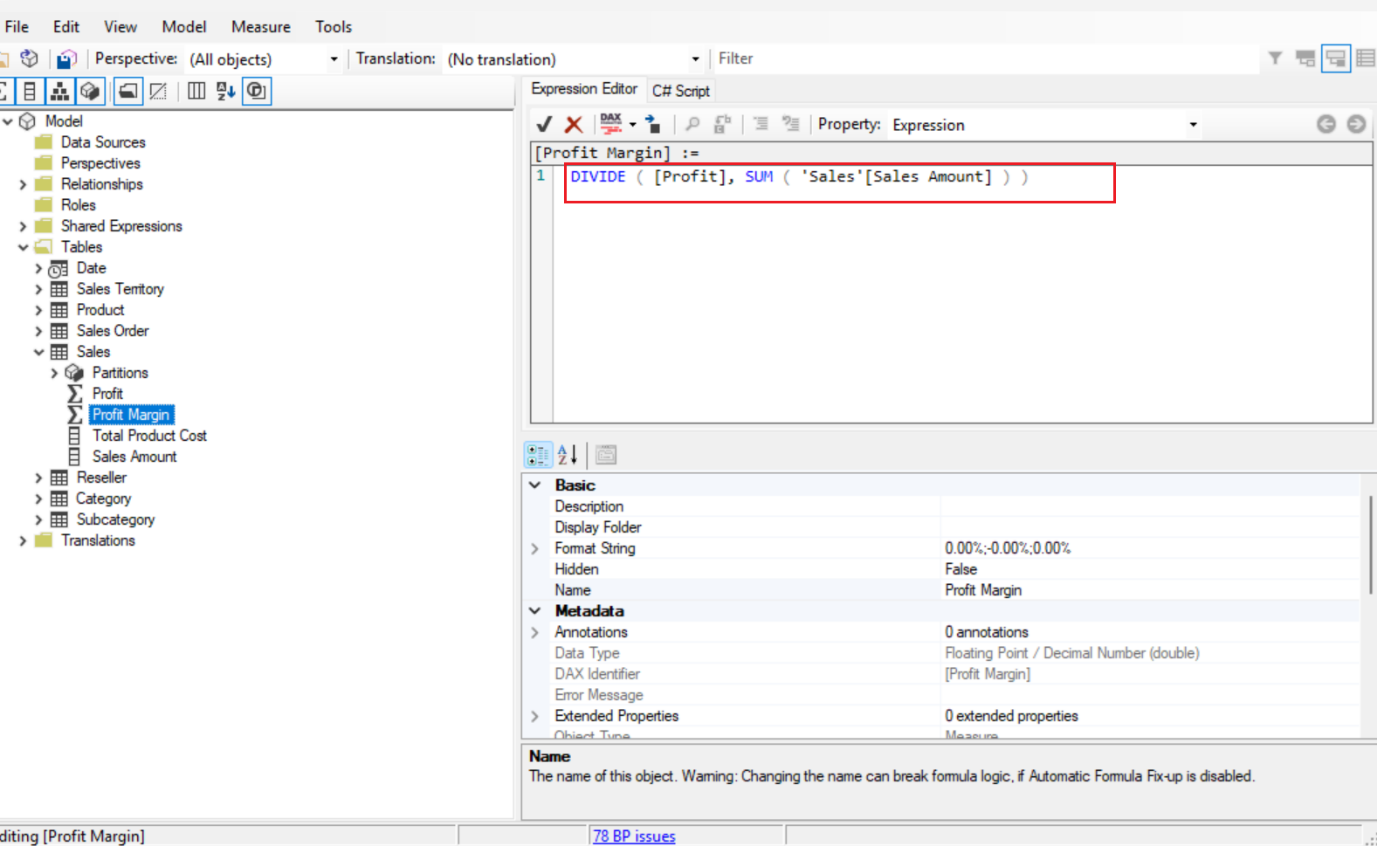 File Edit View Model Measure Tools
Perspective: (All objects) Translation: (No translation) Filter
Expression Editor C# Script
DAX Property: Expression
[Profit Margin] :=
1 DIVIDE ( [Profit], SUM ( 'Sales'[Sales Amount] ) )
Model
Data Sources
Perspectives
Relationships
Roles
Shared Expressions
Tables
Date
Sales Territory
Product
Sales Order
Sales
Partitions
Profit
Profit Margin
Total Product Cost
Sales Amount
Reseller
Category
Subcategory
Translations
Basic
Description
Display Folder
Format String 0.00%;-0.00%;0.00%
Hidden False
Name Profit Margin
Metadata
Annotations 0 annotations
Data Type Floating Point / Decimal Number (double)
DAX Identifier [Profit Margin]
Error Message
Extended Properties 0 extended properties
Object Type Measure
Name
The name of this object. Warning: Changing the name can break formula logic, if Automatic Formula Fix-up is disabled.
diting [Profit Margin] 78 BP issues